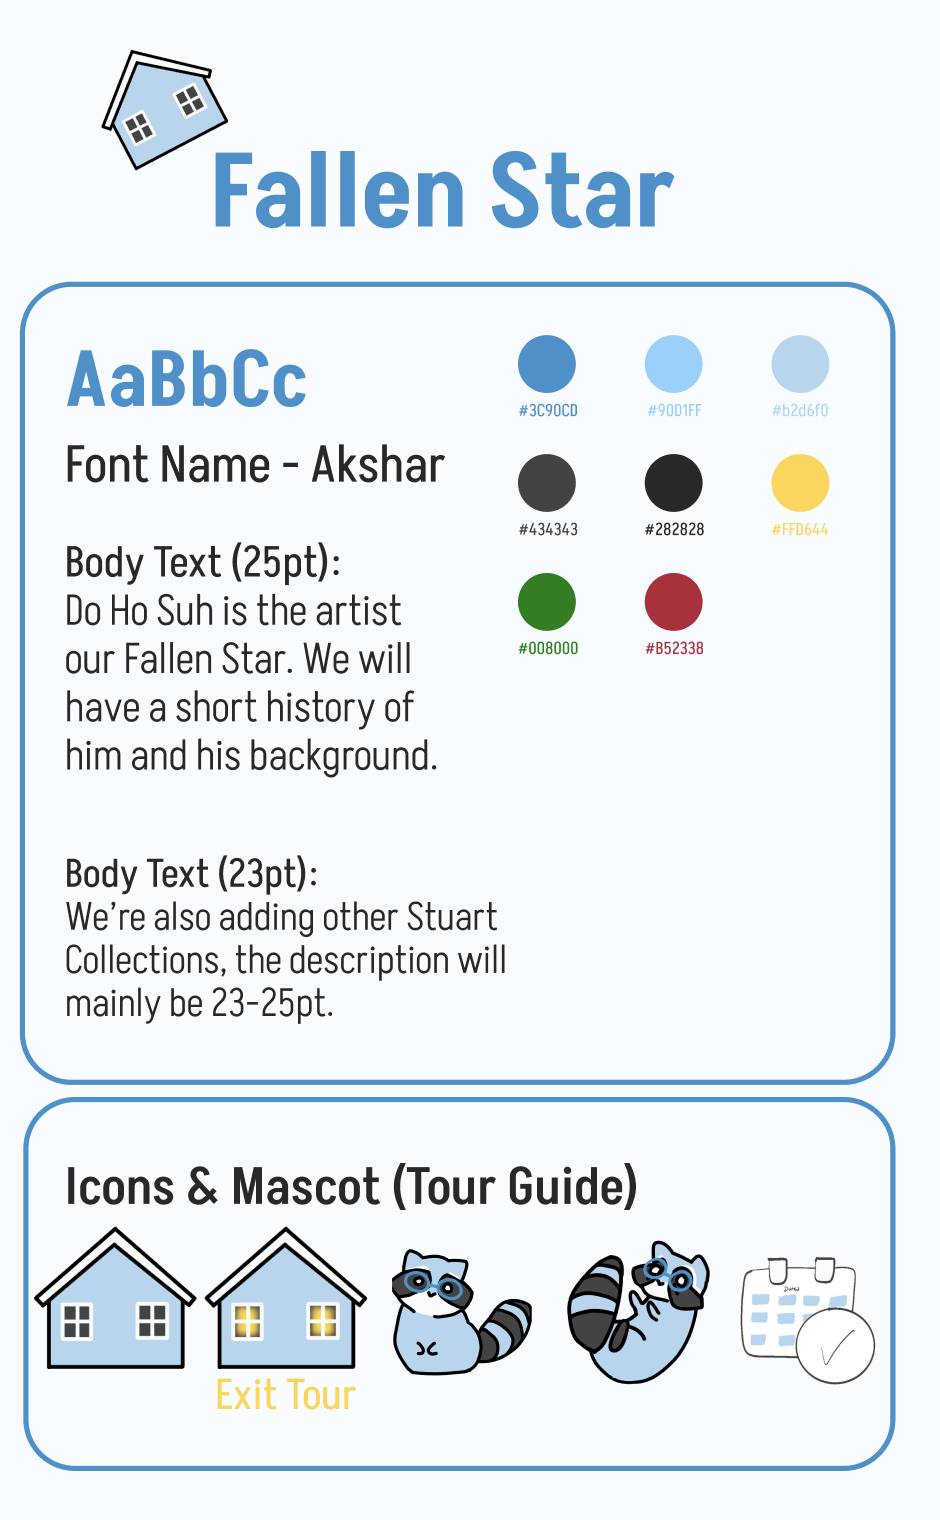 Fallen Star
AaBbCc
Font Name - Akshar
#3C90CD
#90D1FF
#b2d6f0
#434343
#282828
#FFD644
#008000
#B52338
Body Text (25pt):
Do Ho Suh is the artist
our Fallen Star. We will
have a short history of
him and his background.
Body Text (23pt):
We’re also adding other Stuart
Collections, the description will
mainly be 23-25pt.
Icons & Mascot (Tour Guide)
Exit Tour
Dates